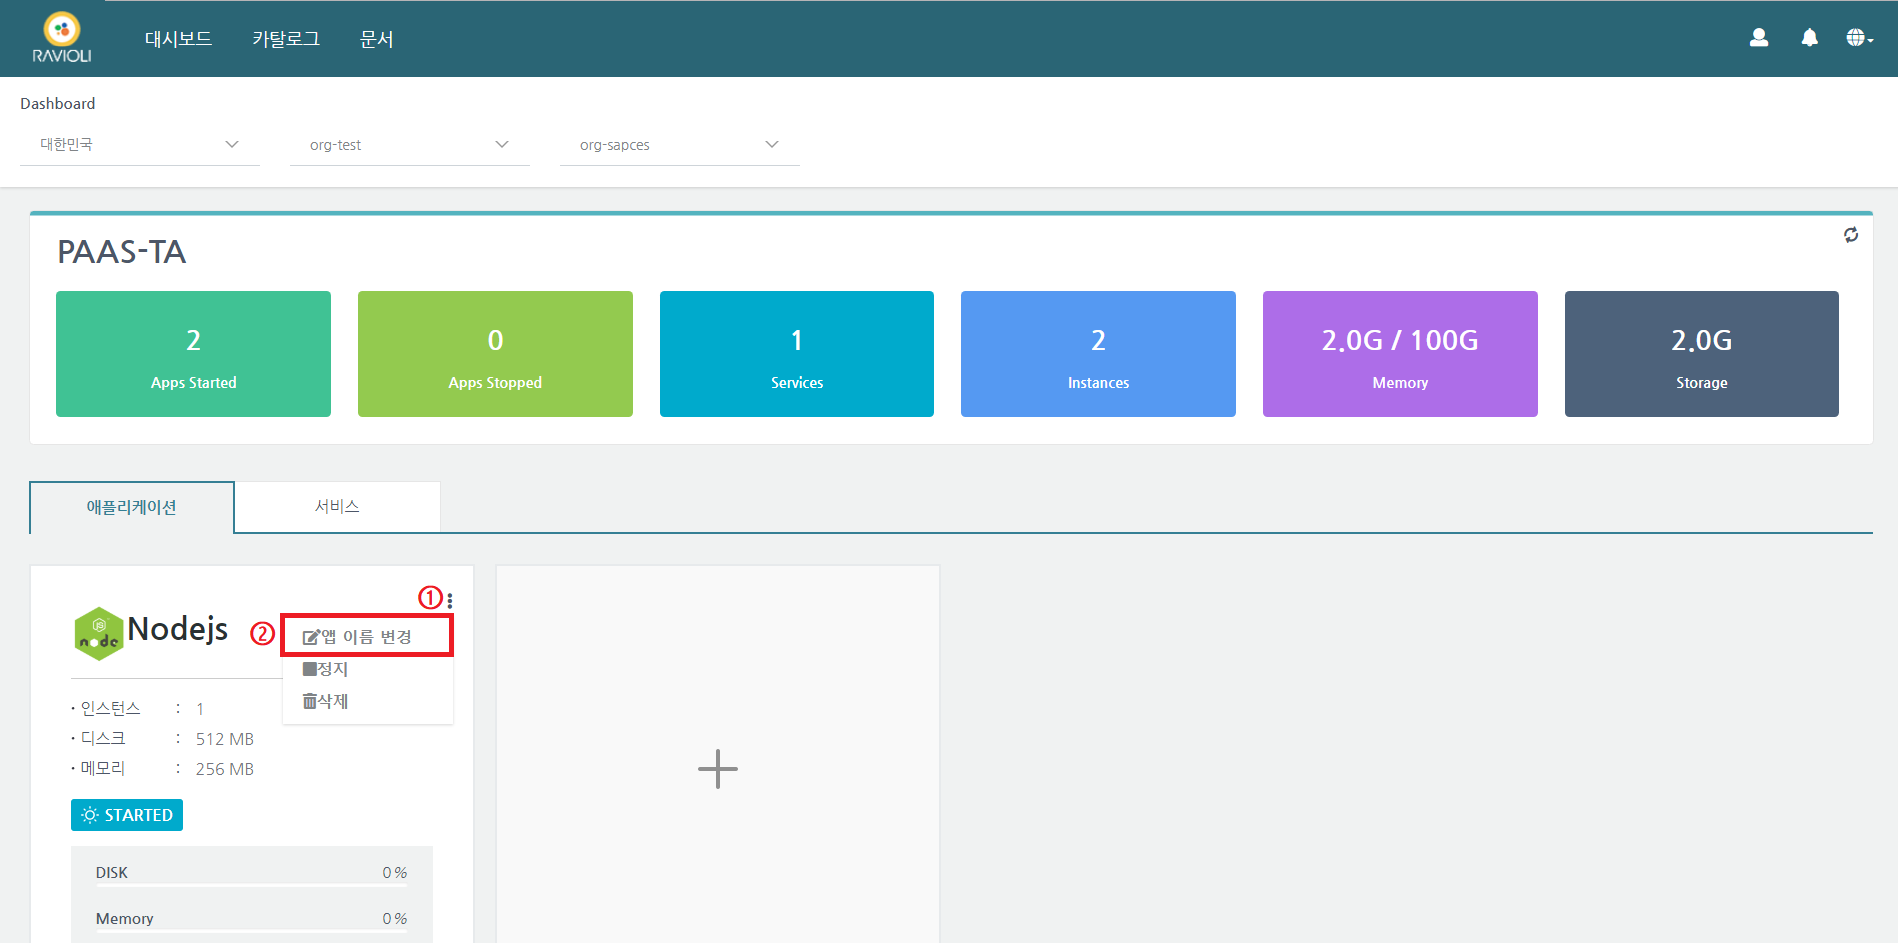 RAVIOLI
대시보드 카탈로그 문서
Dashboard
대한민국 org-test org-sapces
PAAS-TA
2 0 1 2 2.0G / 100G 2.0G
Apps Started Apps Stopped Services Instances Memory Storage
애플리케이션 서비스
①
node Nodejs ② 앱 이름 변경
정지
삭제
· 인스턴스 : 1
· 디스크 : 512 MB
· 메모리 : 256 MB
STARTED
DISK 0 %
Memory 0 %